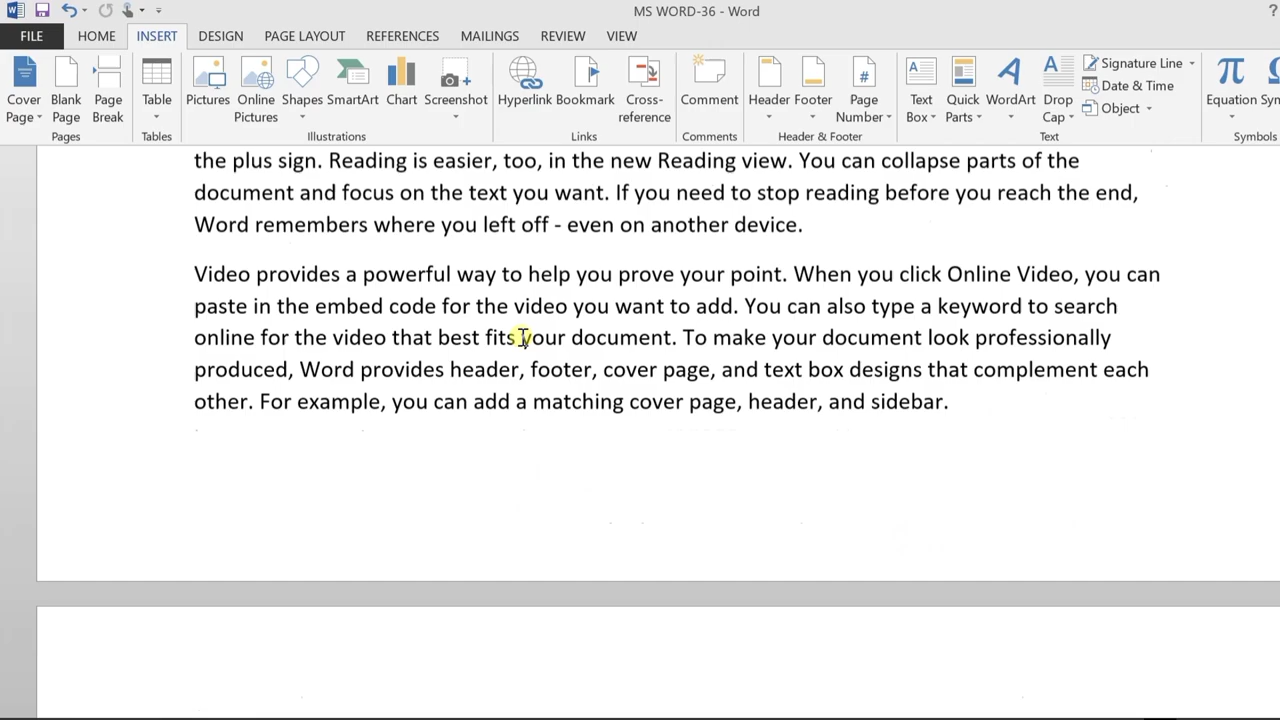 MS WORD-36 - Word
?
FILE HOME INSERT DESIGN PAGE LAYOUT REFERENCES MAILINGS REVIEW VIEW
Cover Page
Blank Page
Page Break
Pages
Table
Tables
Pictures
Online Pictures
Shapes
SmartArt
Chart
Screenshot
Illustrations
Hyperlink
Bookmark
Cross-reference
Links
Comment
Comments
Header
Footer
Page Number
Header & Footer
Text Box
Quick Parts
WordArt
Drop Cap
Signature Line
Date & Time
Object
Text
Equation
Symbols
the plus sign. Reading is easier, too, in the new Reading view. You can collapse parts of the
document and focus on the text you want. If you need to stop reading before you reach the end,
Word remembers where you left off - even on another device.
Video provides a powerful way to help you prove your point. When you click Online Video, you can
paste in the embed code for the video you want to add. You can also type a keyword to search
online for the video that best fits your document. To make your document look professionally
produced, Word provides header, footer, cover page, and text box designs that complement each
other. For example, you can add a matching cover page, header, and sidebar.